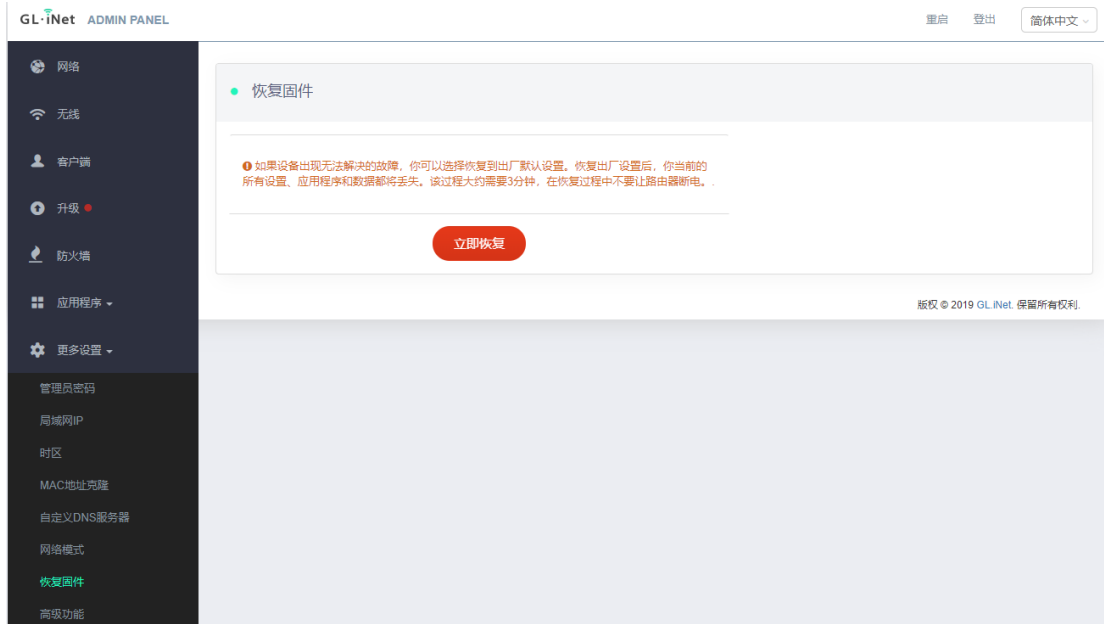 GL·iNet ADMIN PANEL
重启 登出 简体中文
网络
无线
客户端
升级
防火墙
应用程序
更多设置
管理员密码
局域网IP
时区
MAC地址克隆
自定义DNS服务器
网络模式
恢复固件
高级功能
恢复固件
如果设备出现无法解决的故障，你可以选择恢复到出厂默认设置。恢复出厂设置后，你当前的
所有设置、应用程序和数据都将丢失。该过程大约需要3分钟，在恢复过程中不要让路由器断电。.
立即恢复
版权 © 2019 GL.iNet. 保留所有权利.